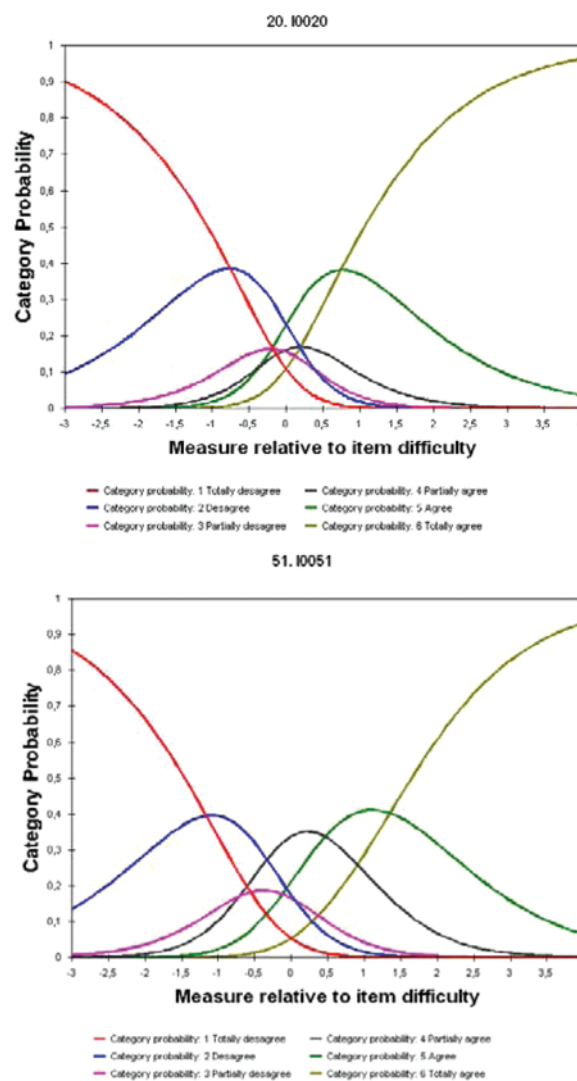 20. I0020
1
0,9
0,8
0,7
0,6
0,5
0,4
0,3
0,2
0,1
0
Category Probability
-3 -2,5 -2 -1,5 -1 -0,5 0 0,5 1 1,5 2 2,5 3 3,5 4
Measure relative to item difficulty
Category probability: 1 Totally desagree
Category probability: 4 Partially agree
Category probability: 2 Desagree
Category probability: 5 Agree
Category probability: 3 Partially desagree
Category probability: 6 Totally agree
51. I0051
1
0,9
0,8
0,7
0,6
0,5
0,4
0,3
0,2
0,1
0
Category Probability
-3 -2,5 -2 -1,5 -1 -0,5 0 0,5 1 1,5 2 2,5 3 3,5 4
Measure relative to item difficulty
Category probability: 1 Totally desagree
Category probability: 4 Partially agree
Category probability: 2 Desagree
Category probability: 5 Agree
Category probability: 3 Partially desagree
Category probability: 6 Totally agree